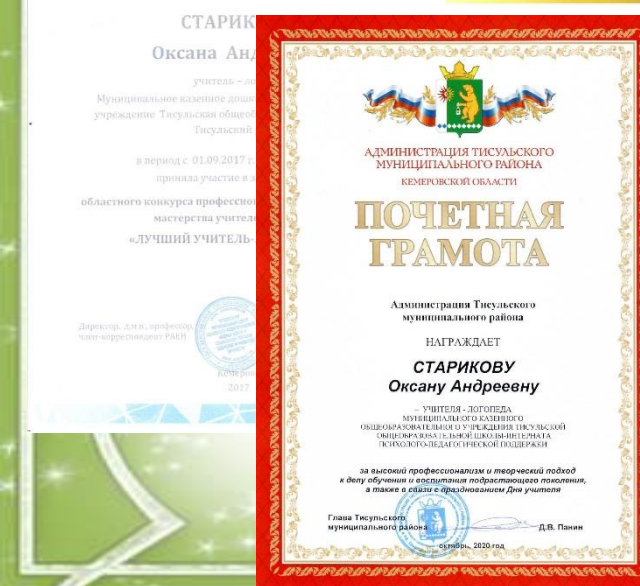 СТАРИК
Оксана Анд
учитель – ло
Муниципальное казенное дошк
учреждение Тисульская общеоб
Тисульский
в период с 01.09.2017 г.
приняла участие в з
областного конкурса профессион
мастерства учителе
«ЛУЧШИЙ УЧИТЕЛЬ-
Директор, д.м.н., профессор,
член-корреспондент РАЕН
Кемеров
2017
АДМИНИСТРАЦИЯ ТИСУЛЬСКОГО
МУНИЦИПАЛЬНОГО РАЙОНА
КЕМЕРОВСКОЙ ОБЛАСТИ
ПОЧЕТНАЯ
ГРАМОТА
Администрация Тисульского
муниципального района
НАГРАЖДАЕТ
СТАРИКОВУ
Оксану Андреевну
– УЧИТЕЛЯ - ЛОГОПЕДА
МУНИЦИПАЛЬНОГО КАЗЕННОГО
ОБЩЕОБРАЗОВАТЕЛЬНОГО УЧРЕЖДЕНИЯ ТИСУЛЬСКОЙ
ОБЩЕОБРАЗОВАТЕЛЬНОЙ ШКОЛЫ-ИНТЕРНАТА
ПСИХОЛОГО-ПЕДАГОГИЧЕСКОЙ ПОДДЕРЖКИ
за высокий профессионализм и творческий подход
к делу обучения и воспитания подрастающего поколения,
а также в связи с празднованием Дня учителя
Глава Тисульского
муниципального района
Д.В. Панин
октябрь, 2020 год